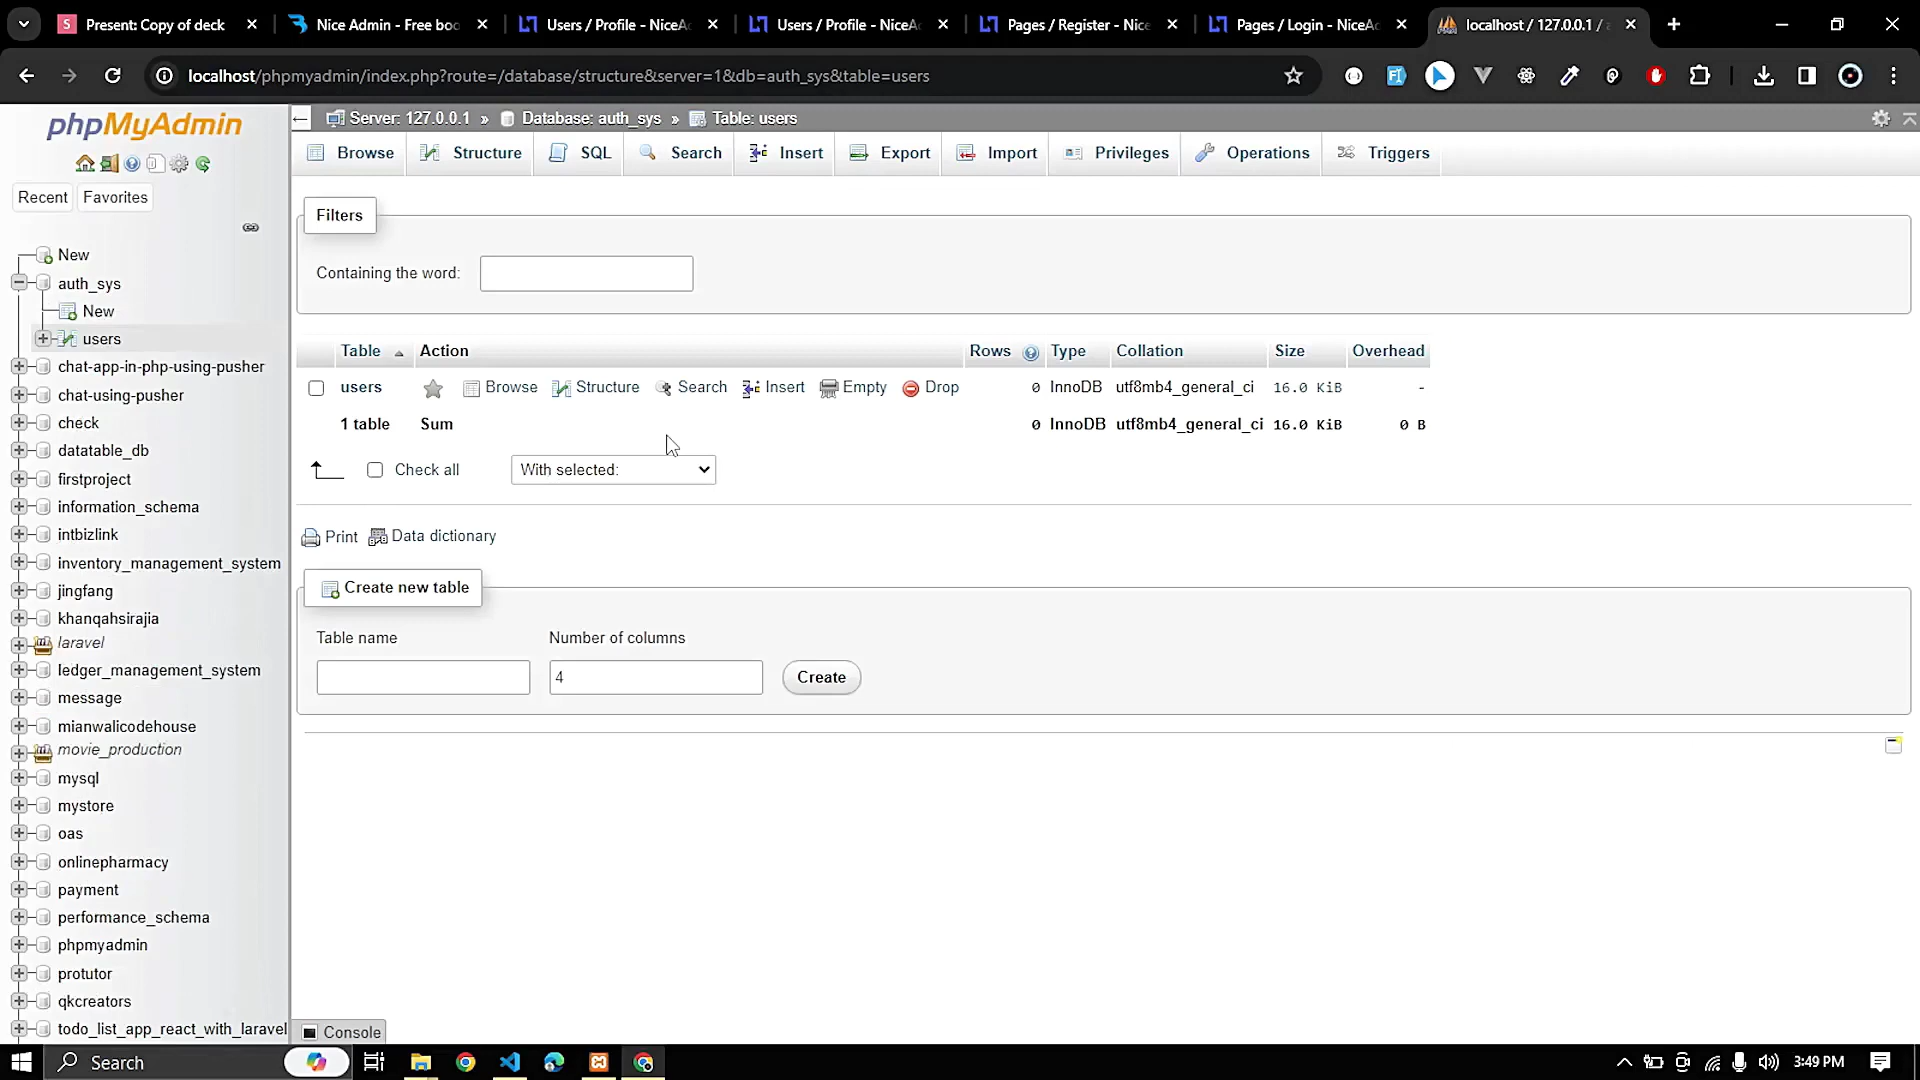 Present: Copy of deck
Nice Admin - Free boo
Users / Profile - NiceAd
Users / Profile - NiceAd
Pages / Register - Nice
Pages / Login - NiceAd
localhost / 127.0.0.1 / a
localhost/phpmyadmin/index.php?route=/database/structure&server=1&db=auth_sys&table=users
phpMyAdmin
Recent Favorites
New
auth_sys
New
users
chat-app-in-php-using-pusher
chat-using-pusher
check
datatable_db
firstproject
information_schema
intbizlink
inventory_management_system
jingfang
khanqahsirajia
laravel
ledger_management_system
message
mianwalicodehouse
movie_production
mysql
mystore
oas
onlinepharmacy
payment
performance_schema
phpmyadmin
protutor
qkcreators
todo_list_app_react_with_laravel
Server: 127.0.0.1 » Database: auth_sys » Table: users
Browse Structure SQL Search Insert Export Import Privileges Operations Triggers
Filters
Containing the word:
Table Action Rows Type Collation Size Overhead
users Browse Structure Search Insert Empty Drop 0 InnoDB utf8mb4_general_ci 16.0 KiB -
1 table Sum 0 InnoDB utf8mb4_general_ci 16.0 KiB 0 B
Check all With selected:
Print Data dictionary
Create new table
Table name Number of columns
4 Create
Console
Search
3:49 PM